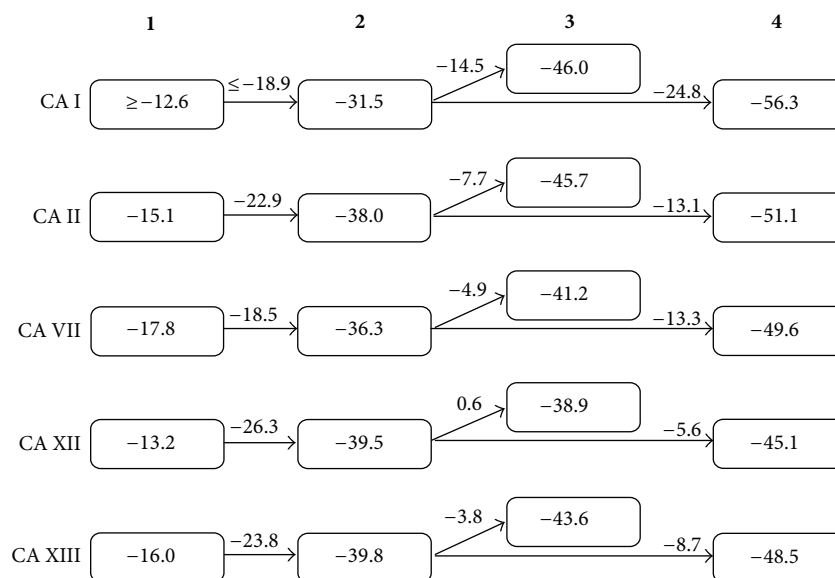 1 2 3 4
−14.5 −46.0
CA I ≥−12.6 ≤−18.9 −31.5 −24.8 −56.3
−7.7 −45.7
CA II −15.1 −22.9 −38.0 −13.1 −51.1
−4.9 −41.2
CA VII −17.8 −18.5 −36.3 −13.3 −49.6
0.6 −38.9
CA XII −13.2 −26.3 −39.5 −5.6 −45.1
−3.8 −43.6
CA XIII −16.0 −23.8 −39.8 −8.7 −48.5